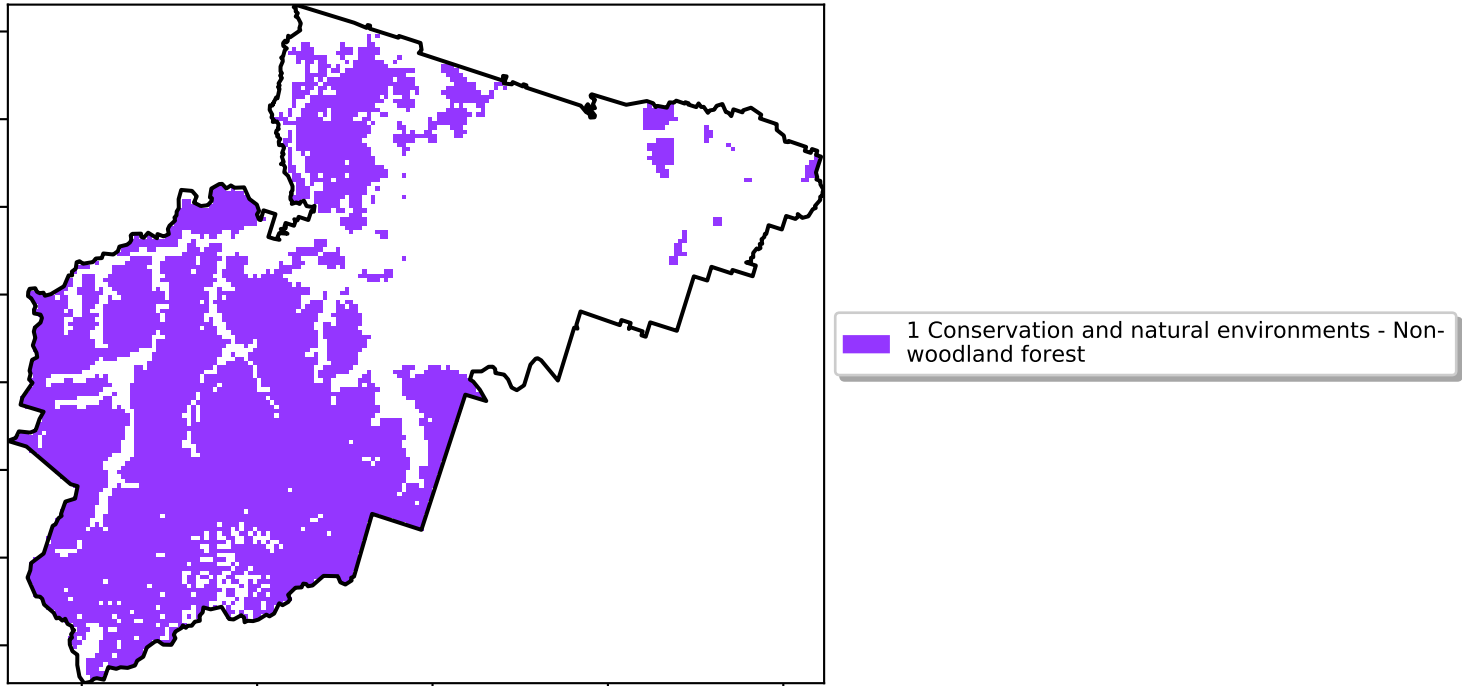 1 Conservation and natural environments - Non-
woodland forest